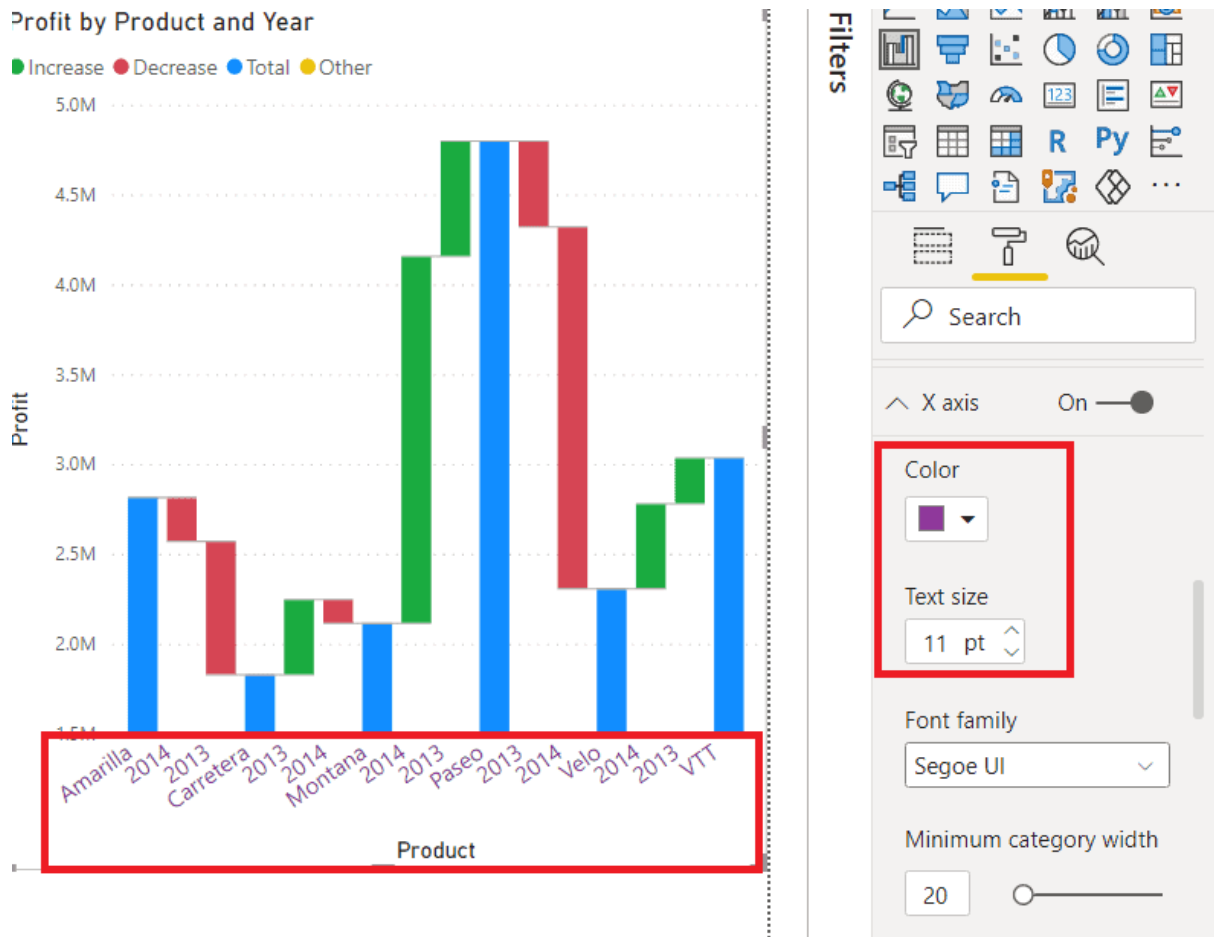 Profit by Product and Year
Increase Decrease Total Other
5.0M
4.5M
4.0M
3.5M
3.0M
2.5M
2.0M
1.5M
Profit
Amarilla 2014 2013 Carretera 2013 2014 Montana 2014 2013 Paseo 2013 2014 Velo 2014 2013 VTT
Product
Filters
123
R Py
...
Search
X axis On
Color
Text size
11 pt
Font family
Segoe UI
Minimum category width
20